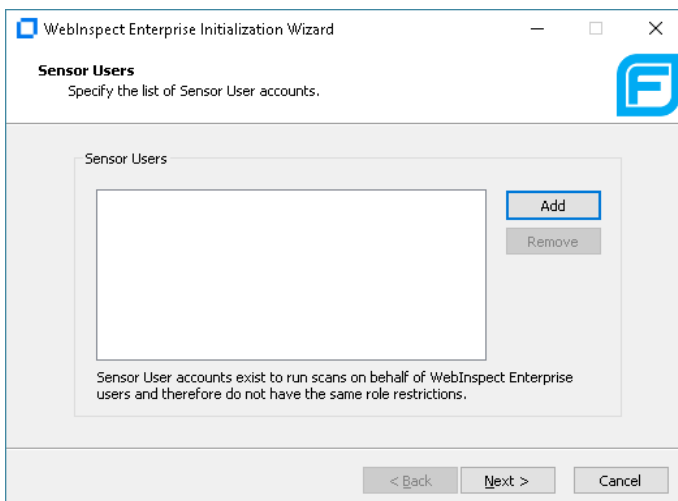 WebInspect Enterprise Initialization Wizard
Sensor Users
Specify the list of Sensor User accounts.
F
Sensor Users
Add
Remove
Sensor User accounts exist to run scans on behalf of WebInspect Enterprise
users and therefore do not have the same role restrictions.
< Back
Next >
Cancel